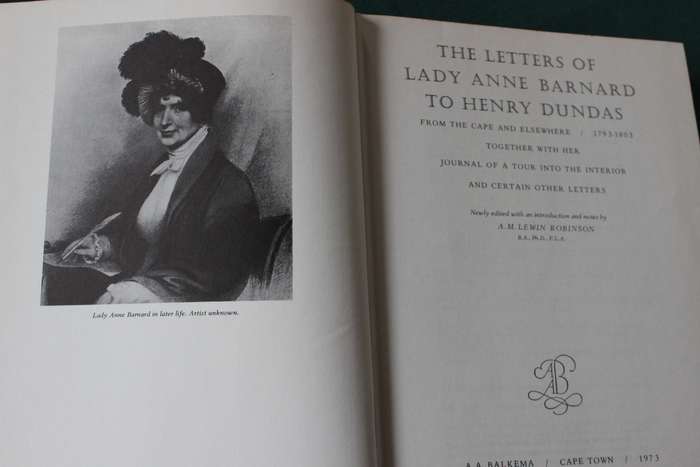 Lady Anne Barnard in later life. Artist unknown.
THE LETTERS OF
LADY ANNE BARNARD
TO HENRY DUNDAS
FROM THE CAPE AND ELSEWHERE / 1793-1803
TOGETHER WITH HER
JOURNAL OF A TOUR INTO THE INTERIOR
AND CERTAIN OTHER LETTERS
Newly edited with an introduction and notes by
A.M. LEWIN ROBINSON
B.A., Ph.D., F.L.A.
AAB
A.A. BALKEMA / CAPE TOWN / 1973